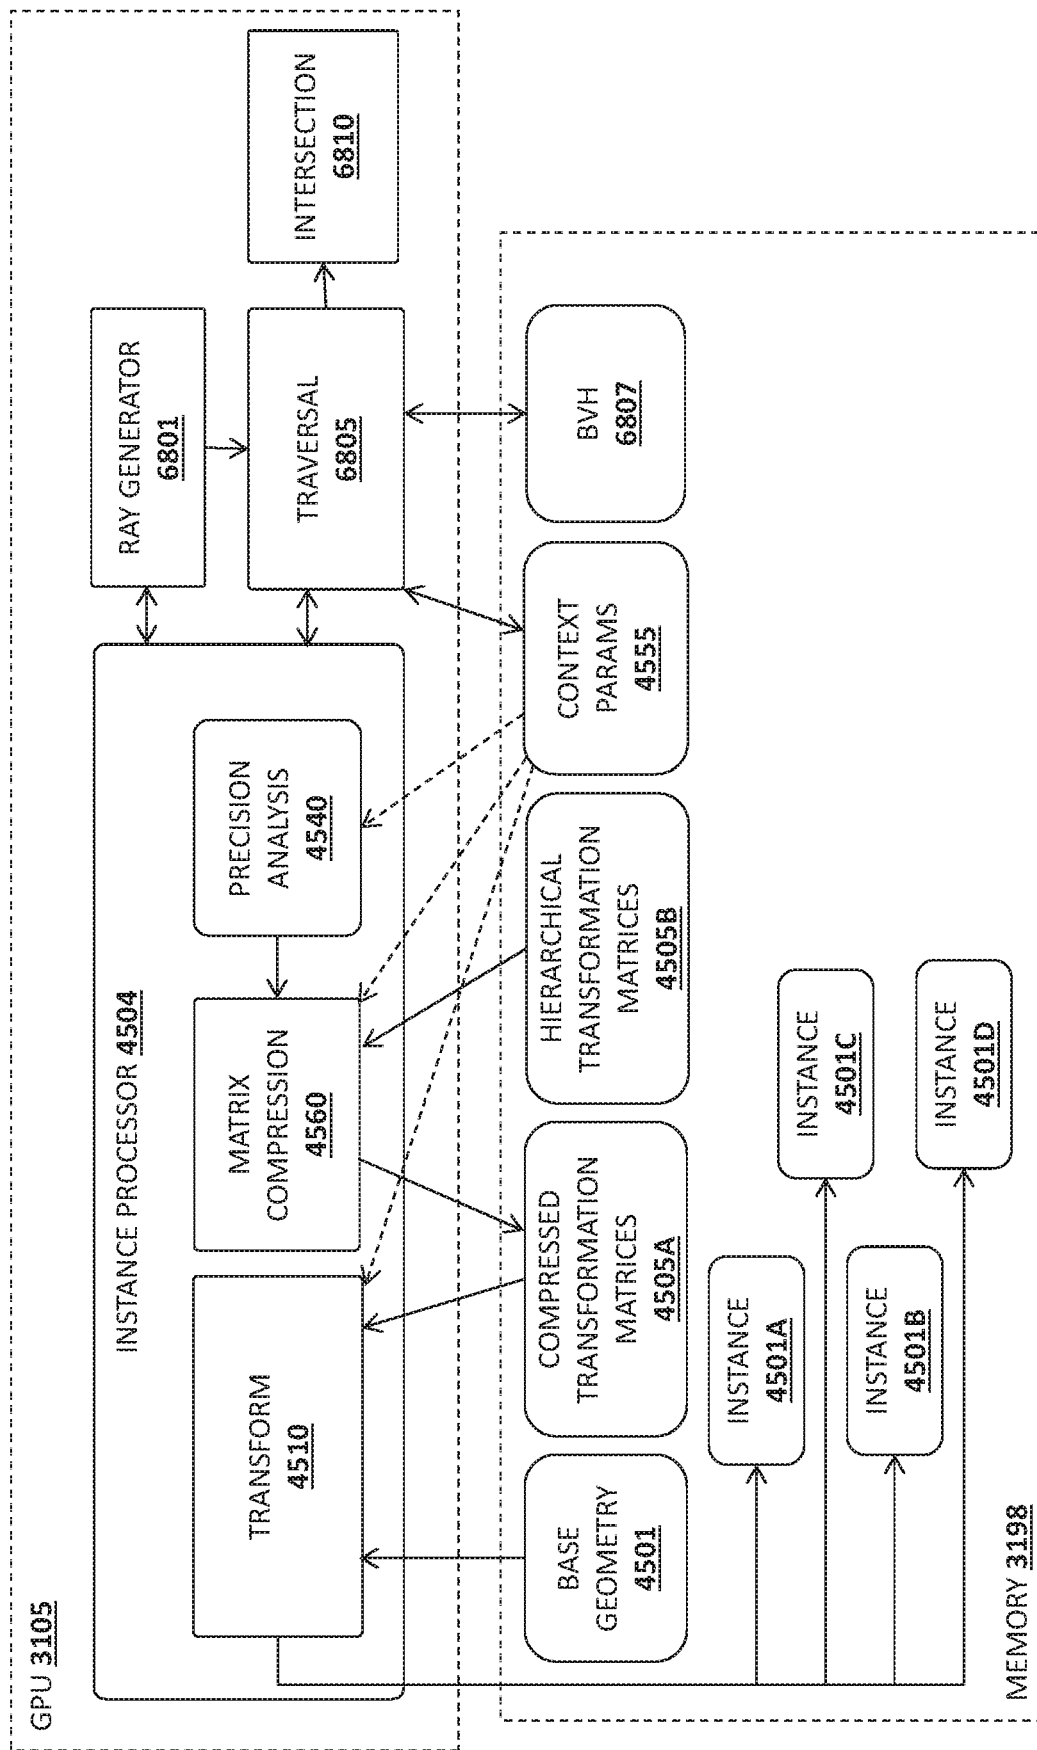 GPU 3105
INSTANCE PROCESSOR 4504
TRANSFORM
4510
MATRIX
COMPRESSION
4560
PRECISION
ANALYSIS
4540
RAY GENERATOR
6801
TRAVERSAL
6805
INTERSECTION
6810
BASE
GEOMETRY
4501
COMPRESSED
TRANSFORMATION
MATRICES
4505A
HIERARCHICAL
TRANSFORMATION
MATRICES
4505B
CONTEXT
PARAMS
4555
BVH
6807
INSTANCE
4501A
INSTANCE
4501C
INSTANCE
4501B
INSTANCE
4501D
MEMORY 3198